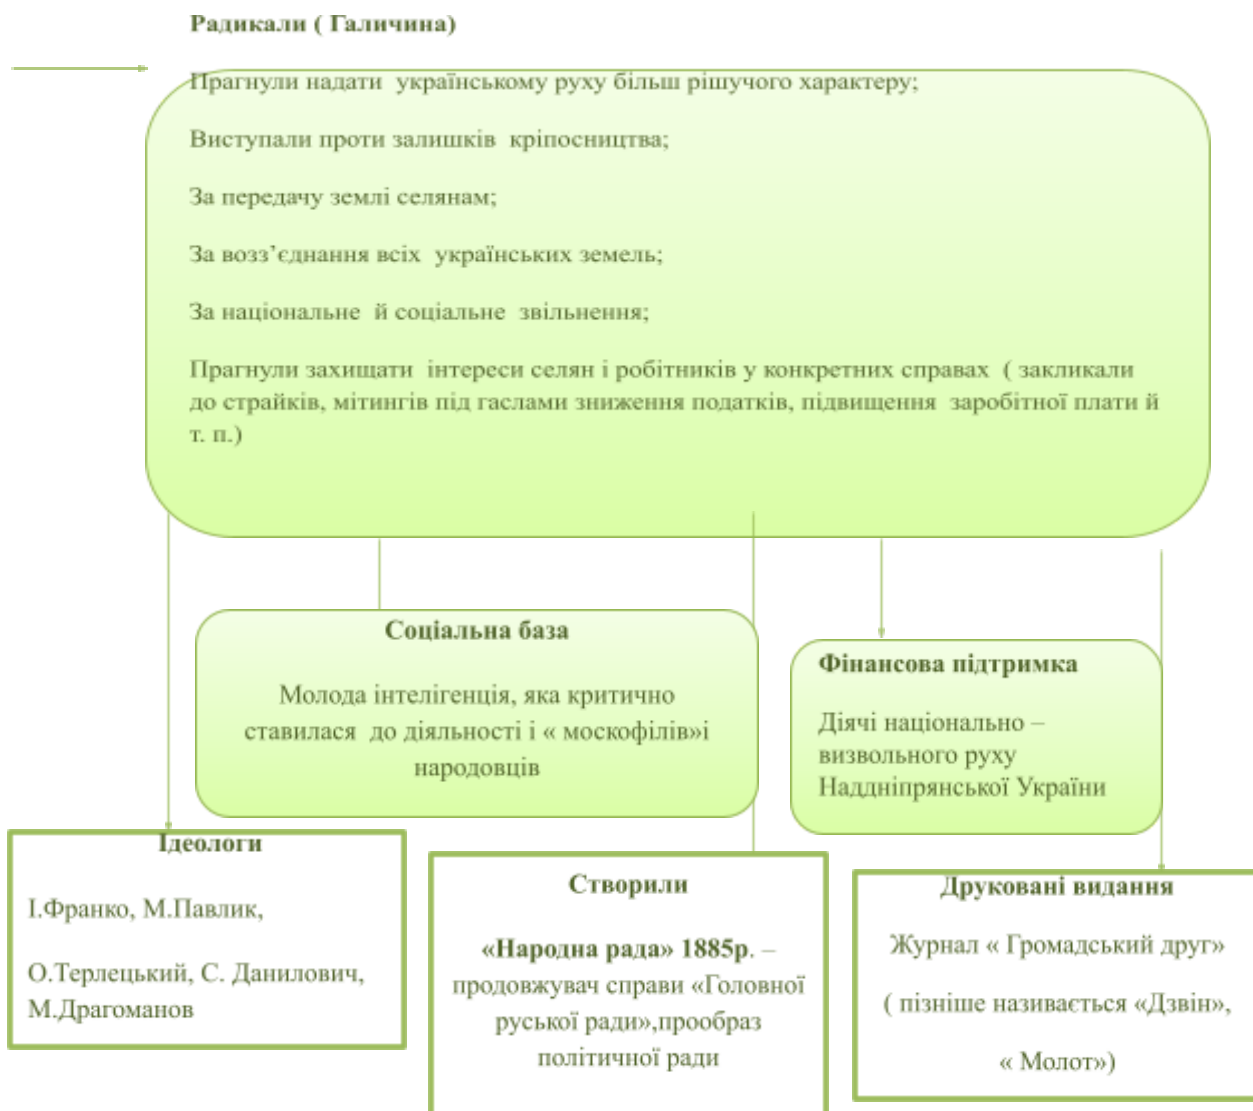 Радикали ( Галичина)
Прагнули надати українському руху більш рішучого характеру;
Виступали проти залишків кріпосництва;
За передачу землі селянам;
За возз’єднання всіх українських земель;
За національне й соціальне звільнення;
Прагнули захищати інтереси селян і робітників у конкретних справах ( закликали
до страйків, мітингів під гаслами зниження податків, підвищення заробітної плати й
т. п.)
Соціальна база
Молода інтелігенція, яка критично
ставилася до діяльності і « москофілів»і
народовців
Фінансова підтримка
Діячі національно –
визвольного руху
Наддніпрянської України
Ідеологи
І.Франко, М.Павлик,
О.Терлецький, С. Данилович,
М.Драгоманов
Створили
«Народна рада» 1885р. –
продовжувач справи «Головної
руської ради»,прообраз
політичної ради
Друковані видання
Журнал « Громадський друг»
( пізніше називається «Дзвін»,
« Молот»)